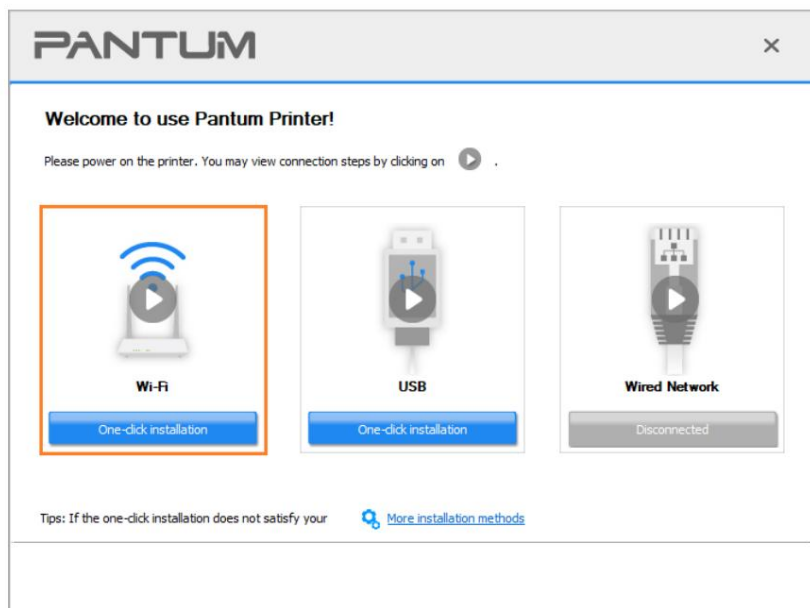 PANTUM
Welcome to use Pantum Printer!
Please power on the printer. You may view connection steps by clicking on .
Wi-Fi
USB
Wired Network
One-click installation
One-click installation
Disconnected
Tips: If the one-click installation does not satisfy your
More installation methods